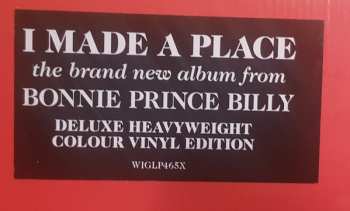 I MADE A PLACE
the brand new album from
BONNIE PRINCE BILLY
DELUXE HEAVYWEIGHT
COLOUR VINYL EDITION
WIGLP465X